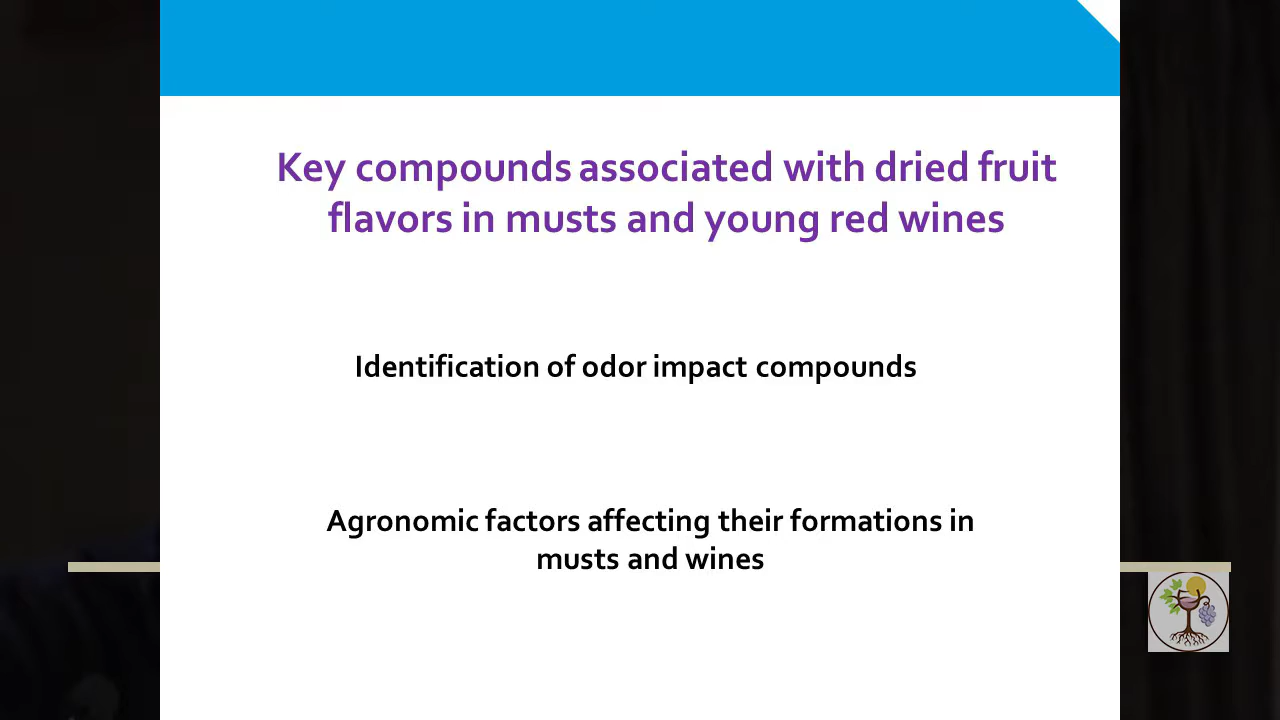 Key compounds associated with dried fruit
flavors in musts and young red wines
Identification of odor impact compounds
Agronomic factors affecting their formations in
musts and wines